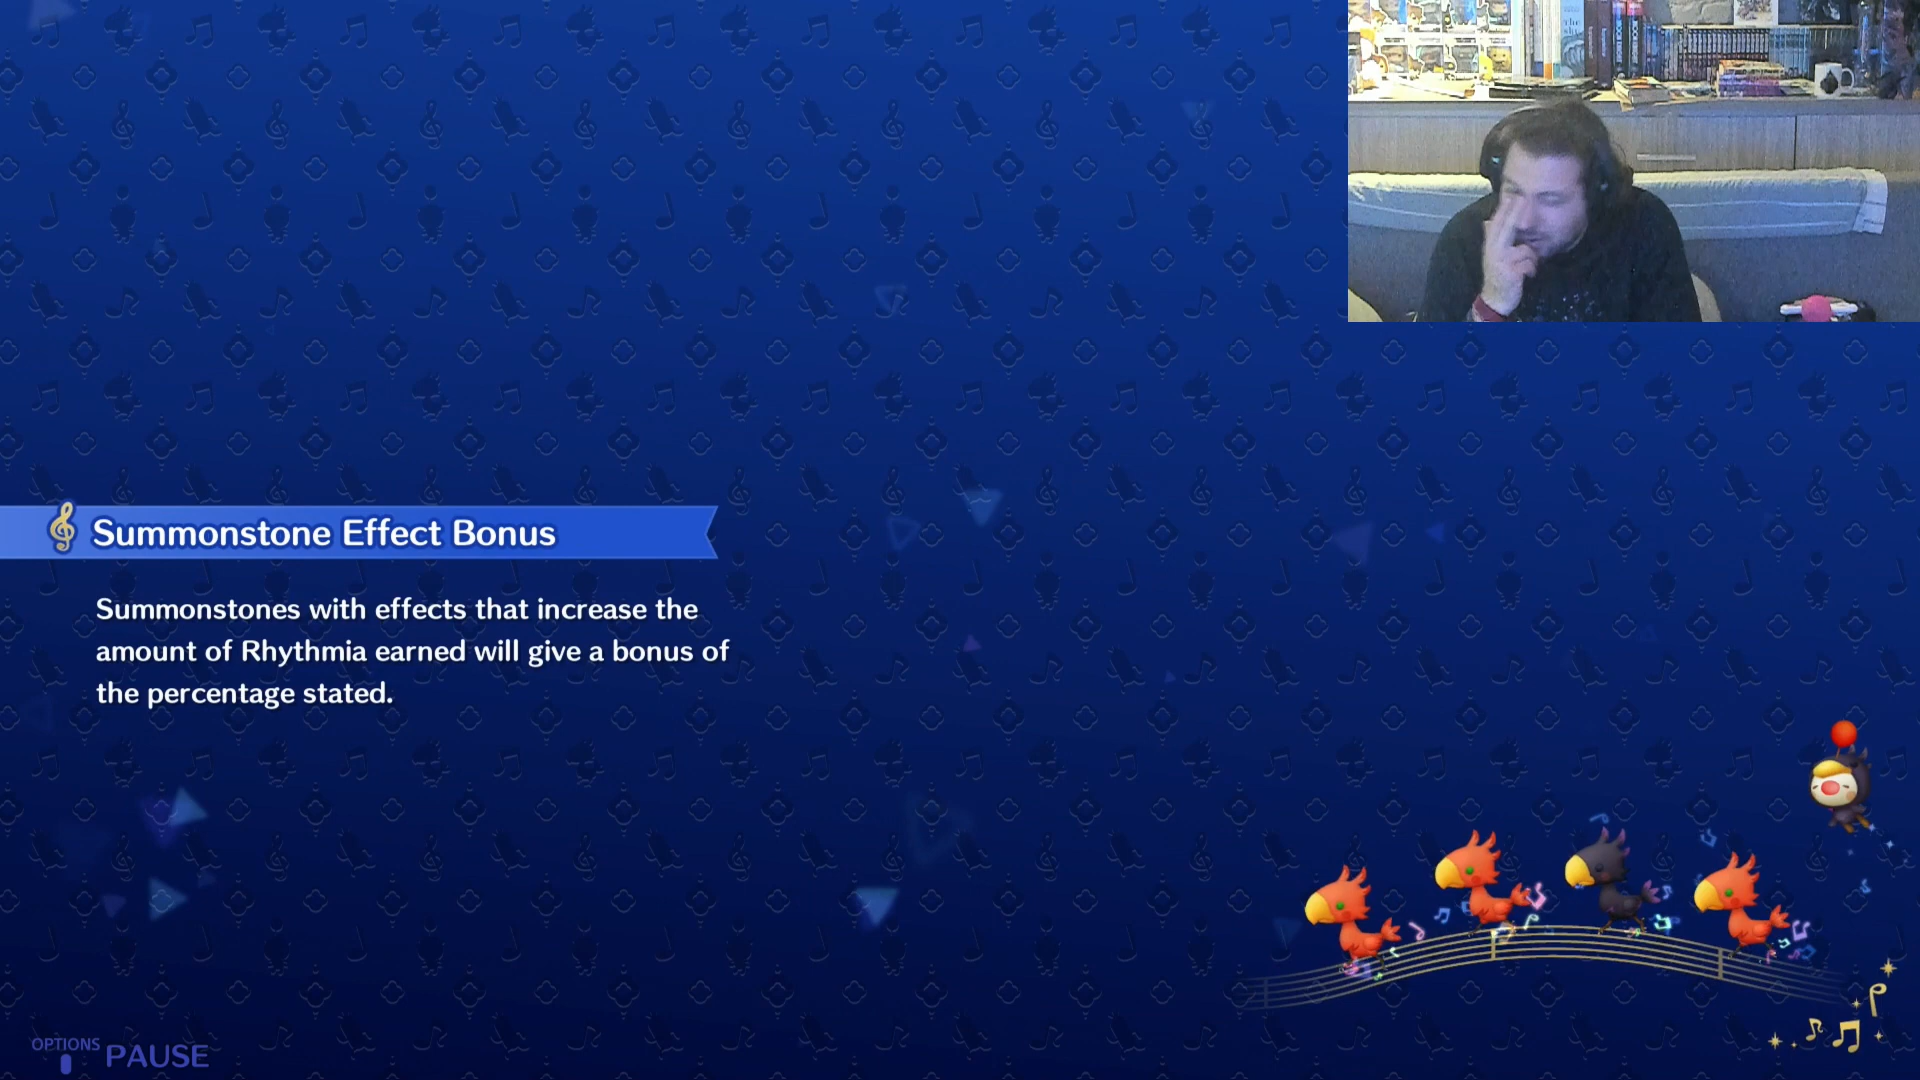 Summonstone Effect Bonus
Summonstones with effects that increase the
amount of Rhythmia earned will give a bonus of
the percentage stated.
OPTIONS
PAUSE